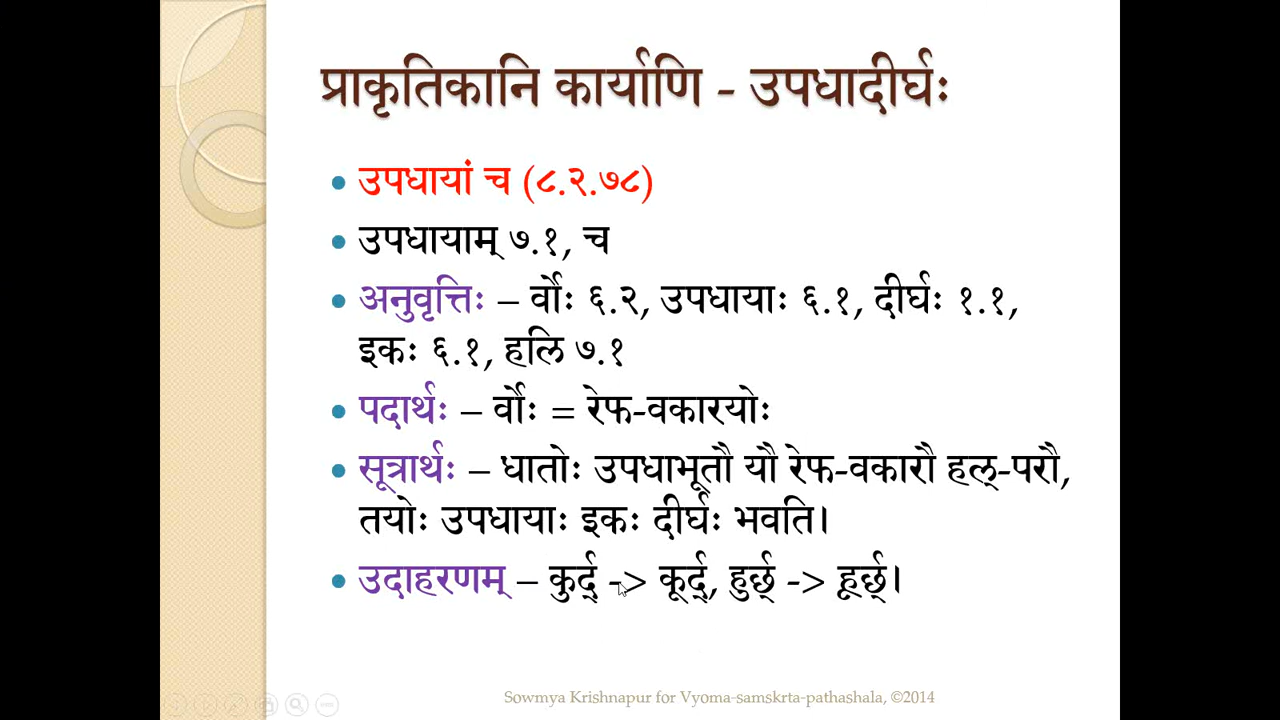 प्राकृतिकानि कार्याणि - उपधादीर्घः
• उपधायां च (८.२.७८)
• उपधायाम् ७.१, च
• अनुवृत्तिः – र्वोः ६.२, उपधायाः ६.१, दीर्घः १.१,
इकः ६.१, हलि ७.१
• पदार्थः – र्वोः = रेफ-वकारयोः
• सूत्रार्थः – धातोः उपधाभूतौ यौ रेफ-वकारौ हल्-परौ,
तयोः उपधायाः इकः दीर्घः भवति।
• उदाहरणम् – कुर्द् -> कूर्द्, हुर्छ् -> हूर्छ्।
Sowmya Krishnapur for Vyoma-samskrta-pathashala, ©2014